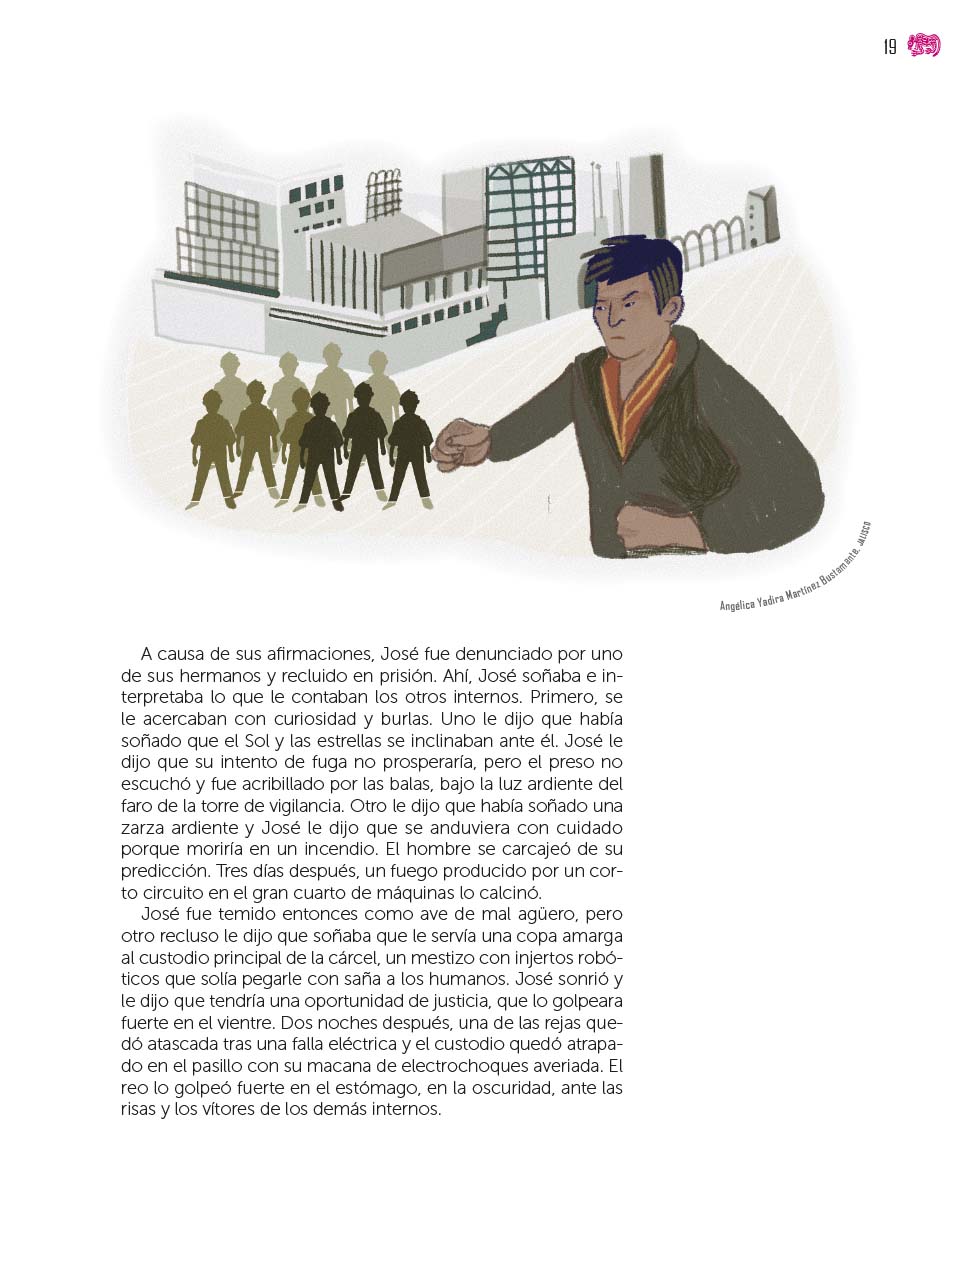 19
Angélica Yadira Martínez Bustamante, JALISCO
A causa de sus afirmaciones, José fue denunciado por uno
de sus hermanos y recluido en prisión. Ahí, José soñaba e in-
terpretaba lo que le contaban los otros internos. Primero, se
le acercaban con curiosidad y burlas. Uno le dijo que había
soñado que el Sol y las estrellas se inclinaban ante él. José le
dijo que su intento de fuga no prosperaría, pero el preso no
escuchó y fue acribillado por las balas, bajo la luz ardiente del
faro de la torre de vigilancia. Otro le dijo que había soñado una
zarza ardiente y José le dijo que se anduviera con cuidado
porque moriría en un incendio. El hombre se carcajeó de su
predicción. Tres días después, un fuego producido por un cor-
to circuito en el gran cuarto de máquinas lo calcinó.
José fue temido entonces como ave de mal agüero, pero
otro recluso le dijo que soñaba que le servía una copa amarga
al custodio principal de la cárcel, un mestizo con injertos robó-
ticos que solía pegarle con saña a los humanos. José sonrió y
le dijo que tendría una oportunidad de justicia, que lo golpeara
fuerte en el vientre. Dos noches después, una de las rejas que-
dó atascada tras una falla eléctrica y el custodio quedó atrapa-
do en el pasillo con su macana de electrochoques averiada. El
reo lo golpeó fuerte en el estómago, en la oscuridad, ante las
risas y los vítores de los demás internos.